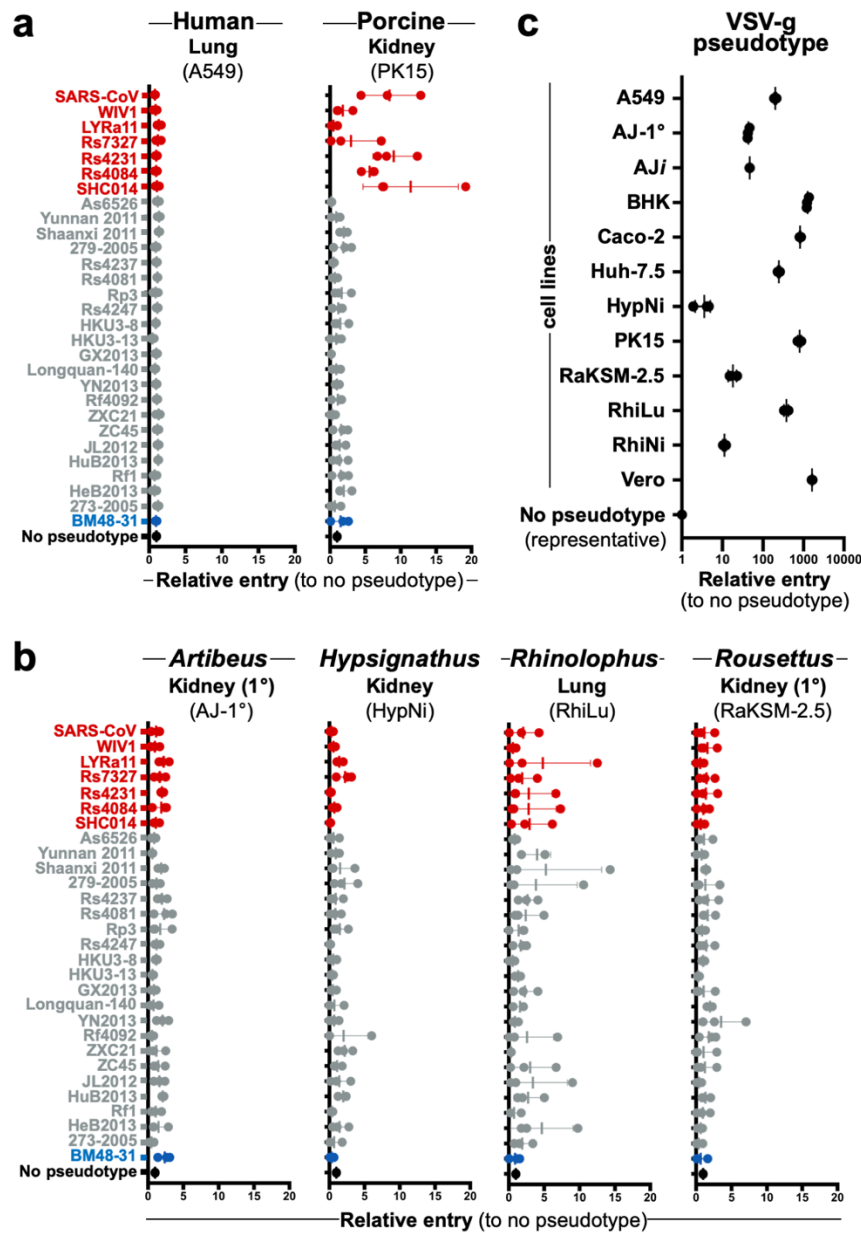 a
Human
Lung
(A549)
Porcine
Kidney
(PK15)
SARS-CoV
WIV1
LYRa11
Rs7327
Rs4231
Rs4084
SHC014
As6526
Yunnan 2011
Shaanxi 2011
279-2005
Rs4237
Rs4081
Rp3
Rs4247
HKU3-8
HKU3-13
GX2013
Longquan-140
YN2013
Rf4092
ZXC21
ZC45
JL2012
HuB2013
Rf1
HeB2013
273-2005
BM48-31
No pseudotype
0 5 10 15 20
0 5 10 15 20
Relative entry (to no pseudotype)
c
VSV-g
pseudotype
cell lines
A549
AJ-1°
AJi
BHK
Caco-2
Huh-7.5
HypNi
PK15
RaKSM-2.5
RhiLu
RhiNi
Vero
No pseudotype
(representative)
1 10 100 1000 10000
Relative entry
(to no pseudotype)
b
Artibeus
Kidney (1°)
(AJ-1°)
Hypsignathus
Kidney
(HypNi)
Rhinolophus
Lung
(RhiLu)
Rousettus
Kidney (1°)
(RaKSM-2.5)
SARS-CoV
WIV1
LYRa11
Rs7327
Rs4231
Rs4084
SHC014
As6526
Yunnan 2011
Shaanxi 2011
279-2005
Rs4237
Rs4081
Rp3
Rs4247
HKU3-8
HKU3-13
GX2013
Longquan-140
YN2013
Rf4092
ZXC21
ZC45
JL2012
HuB2013
Rf1
HeB2013
273-2005
BM48-31
No pseudotype
0 5 10 15 20
0 5 10 15 20
0 5 10 15 20
0 5 10 15 20
Relative entry (to no pseudotype)